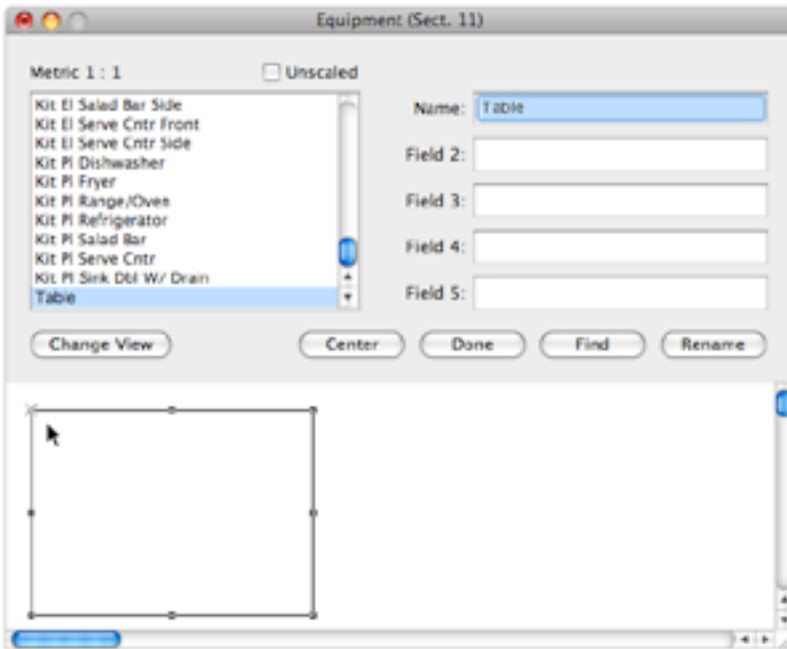 Equipment (Sect. 11)
Metric 1 : 1
Unscaled
Kit El Salad Bar Side
Kit El Serve Cntr Front
Kit El Serve Cntr Side
Kit Pl Dishwasher
Kit Pl Fryer
Kit Pl Range/Oven
Kit Pl Refrigerator
Kit Pl Salad Bar
Kit Pl Serve Cntr
Kit Pl Sink Dbl W/ Drain
Table
Name: Table
Field 2:
Field 3:
Field 4:
Field 5:
Change View
Center
Done
Find
Rename